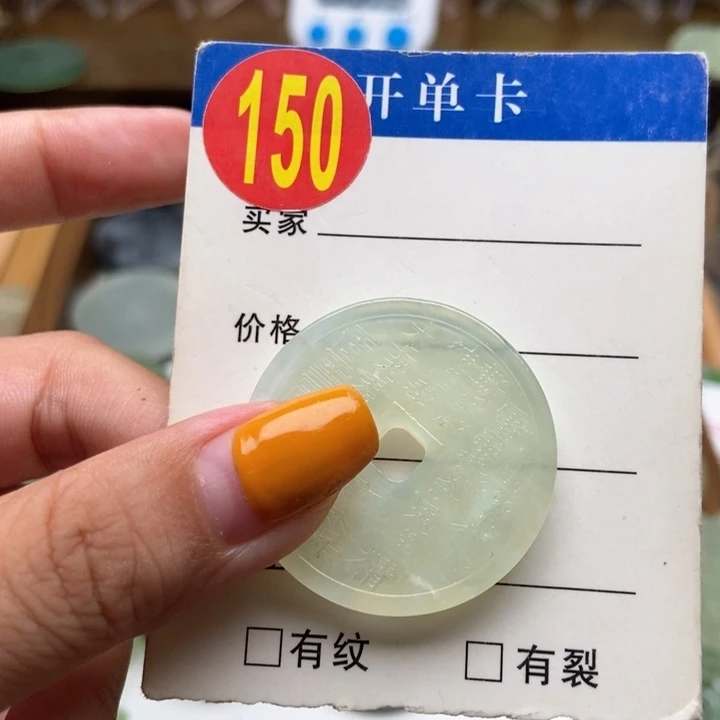 150 开单卡
买家
价格
□有纹 □有裂